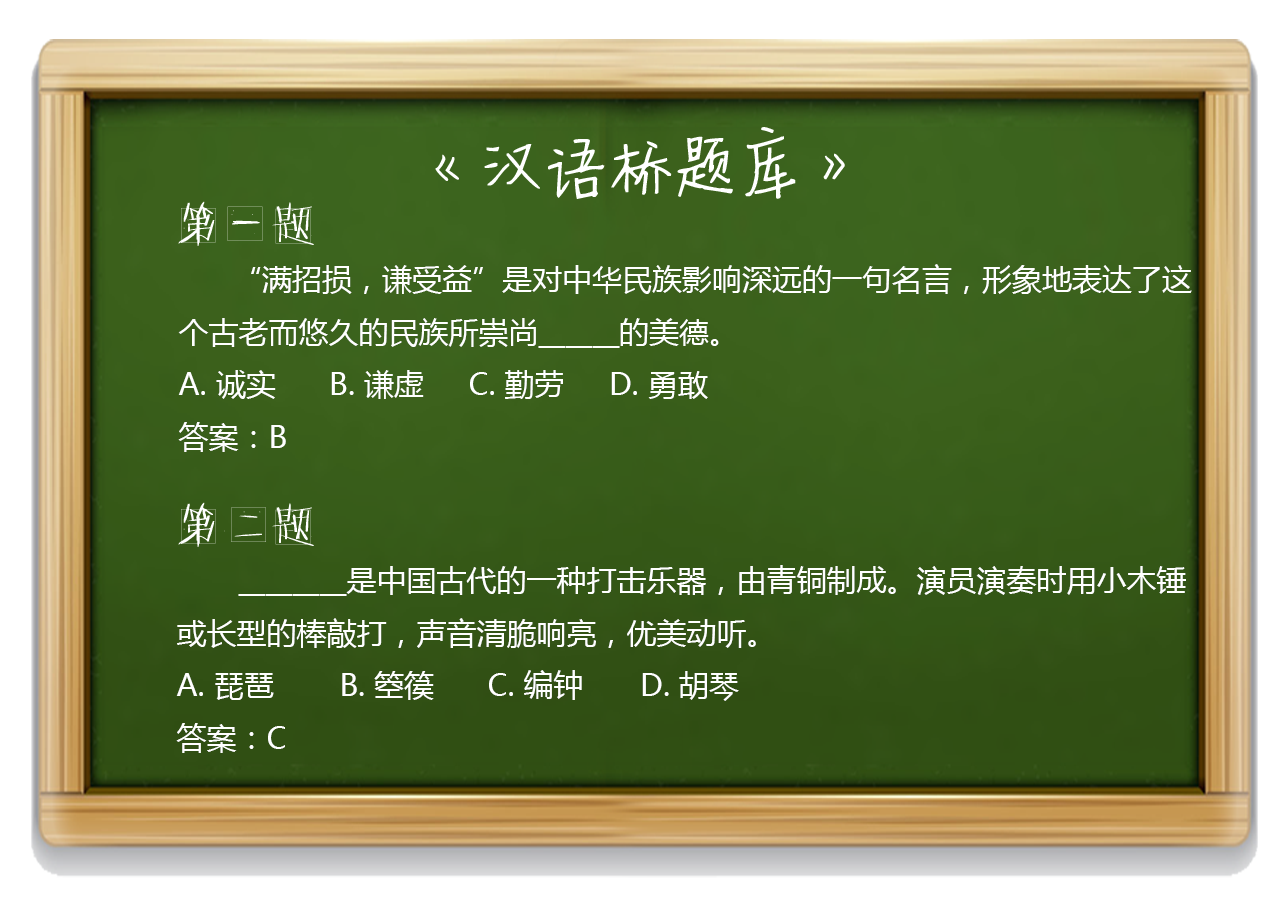 《汉语桥题库》
第一题
“满招损，谦受益”是对中华民族影响深远的一句名言，形象地表达了这
个古老而悠久的民族所崇尚______的美德。
A. 诚实 B. 谦虚 C. 勤劳 D. 勇敢
答案：B
第二题
________是中国古代的一种打击乐器，由青铜制成。演员演奏时用小木锤
或长型的棒敲打，声音清脆响亮，优美动听。
A. 琵琶 B. 箜篌 C. 编钟 D. 胡琴
答案：C